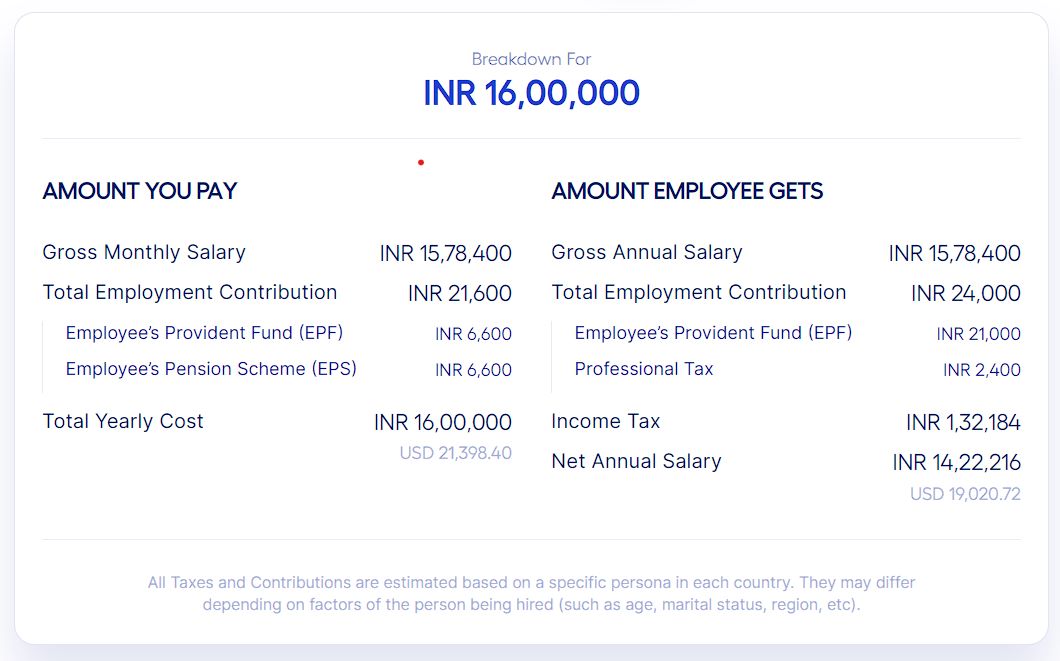 Breakdown For
INR 16,00,000
AMOUNT YOU PAY
Gross Monthly Salary INR 15,78,400
Total Employment Contribution INR 21,600
Employee's Provident Fund (EPF) INR 6,600
Employee's Pension Scheme (EPS) INR 6,600
Total Yearly Cost INR 16,00,000
USD 21,398.40
AMOUNT EMPLOYEE GETS
Gross Annual Salary INR 15,78,400
Total Employment Contribution INR 24,000
Employee's Provident Fund (EPF) INR 21,000
Professional Tax INR 2,400
Income Tax INR 1,32,184
Net Annual Salary INR 14,22,216
USD 19,020.72
All Taxes and Contributions are estimated based on a specific persona in each country. They may differ
depending on factors of the person being hired (such as age, marital status, region, etc).